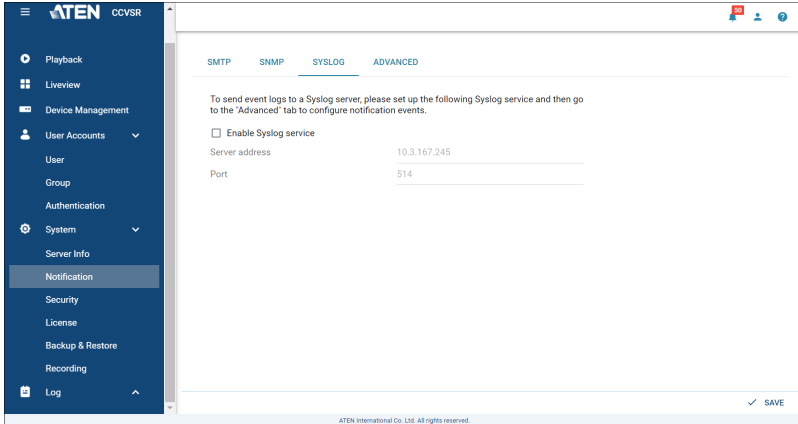 ATEN CCVSR
50
Playback
Liveview
Device Management
User Accounts
User
Group
Authentication
System
Server Info
Notification
Security
License
Backup & Restore
Recording
Log
SMTP SNMP SYSLOG ADVANCED
To send event logs to a Syslog server, please set up the following Syslog service and then go
to the "Advanced" tab to configure notification events.
Enable Syslog service
Server address 10.3.167.245
Port 514
SAVE
ATEN International Co. Ltd. All rights reserved.